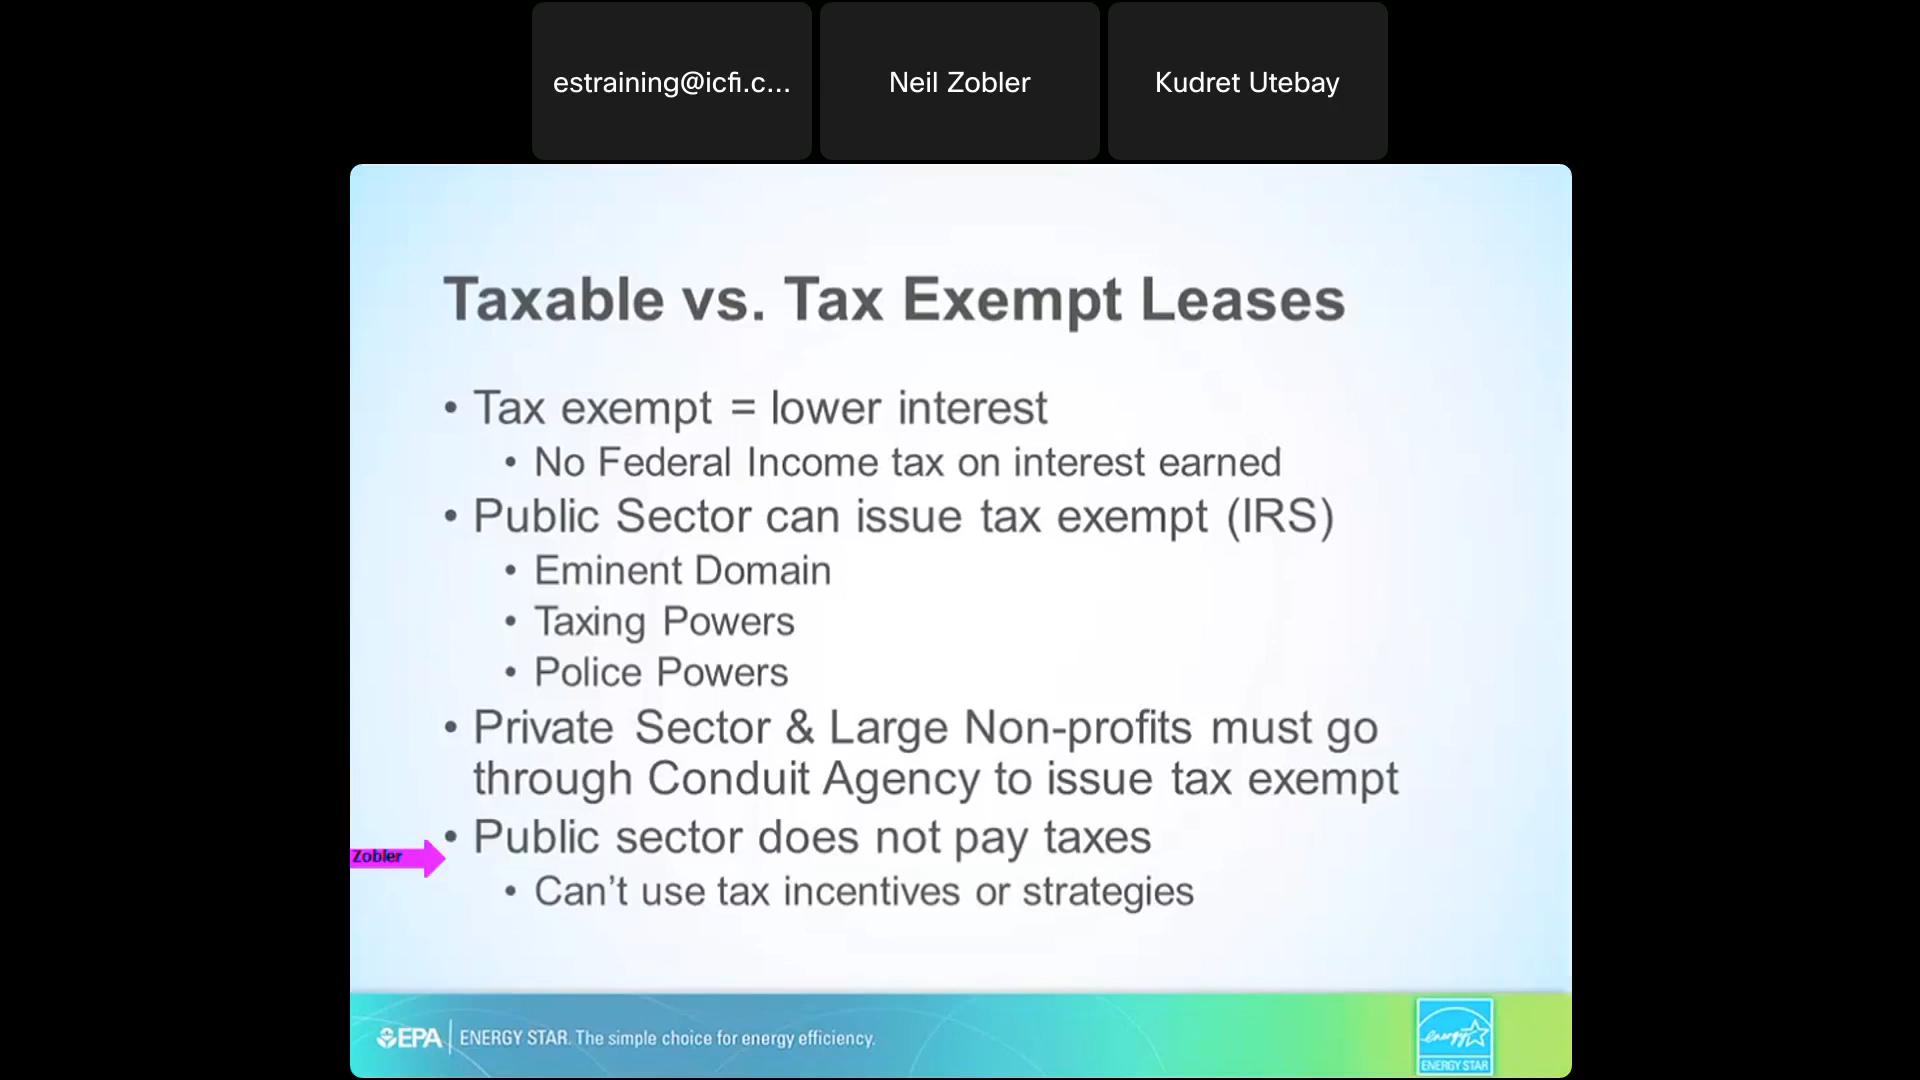 estraining@icfi.c...
Neil Zobler
Kudret Utebay
Taxable vs. Tax Exempt Leases
• Tax exempt = lower interest
• No Federal Income tax on interest earned
• Public Sector can issue tax exempt (IRS)
• Eminent Domain
• Taxing Powers
• Police Powers
• Private Sector & Large Non-profits must go
through Conduit Agency to issue tax exempt
• Public sector does not pay taxes
Zobler
• Can’t use tax incentives or strategies
EPA
ENERGY STAR. The simple choice for energy efficiency.
energy
ENERGY STAR